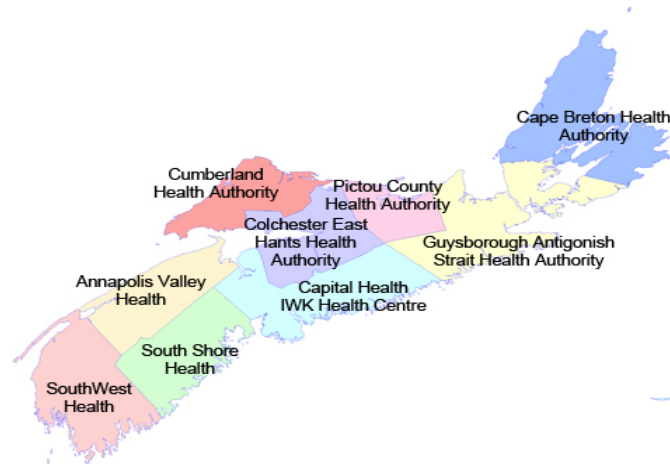 Cape Breton Health
Authority
Cumberland
Health Authority
Pictou County
Health Authority
Colchester East
Hants Health
Authority
Guysborough Antigonish
Strait Health Authority
Annapolis Valley
Health
Capital Health
IWK Health Centre
South Shore
Health
SouthWest
Health